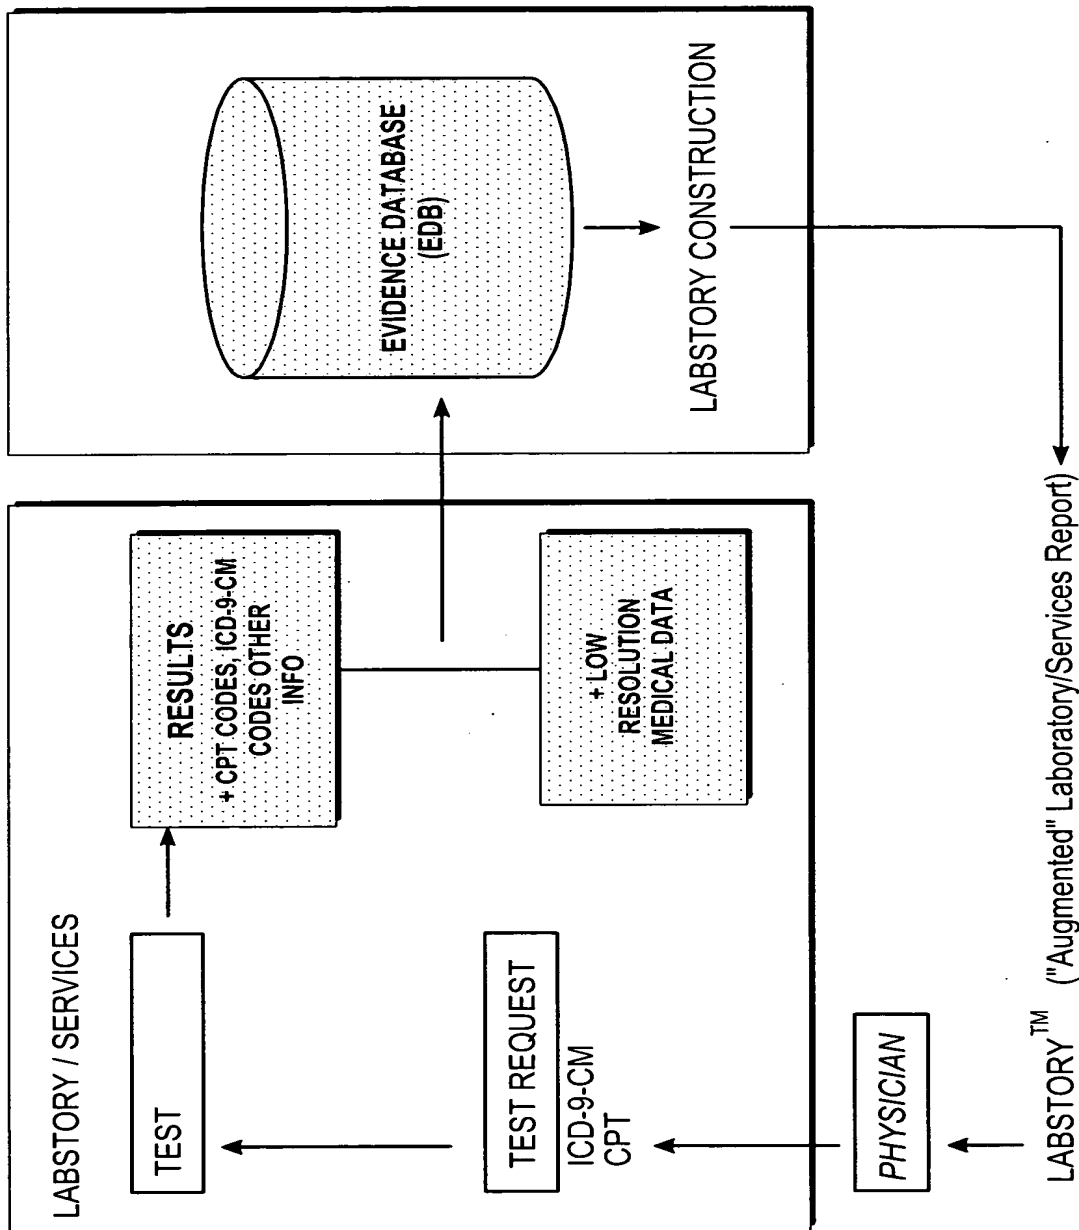 LABSTORY / SERVICES
TEST
TEST REQUEST
ICD-9-CM
CPT
PHYSICIAN
LABSTORY™ ("Augmented" Laboratory/Services Report)
RESULTS
+ CPT CODES, ICD-9-CM
CODES OTHER
INFO
+ LOW
RESOLUTION
MEDICAL DATA
EVIDENCE DATABASE
(EDB)
LABSTORY CONSTRUCTION